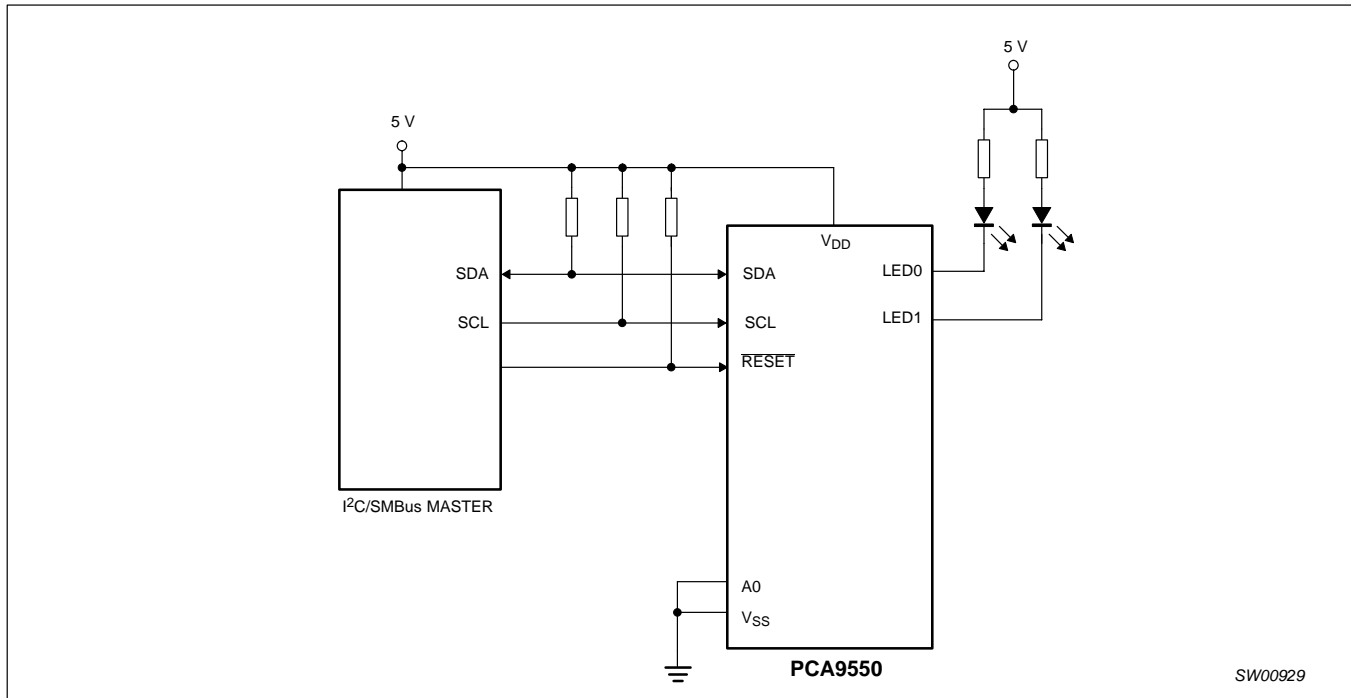 5 V
5 V
VDD
SDA
SDA
LED0
SCL
SCL
LED1
RESET
I2C/SMBus MASTER
A0
VSS
PCA9550
SW00929